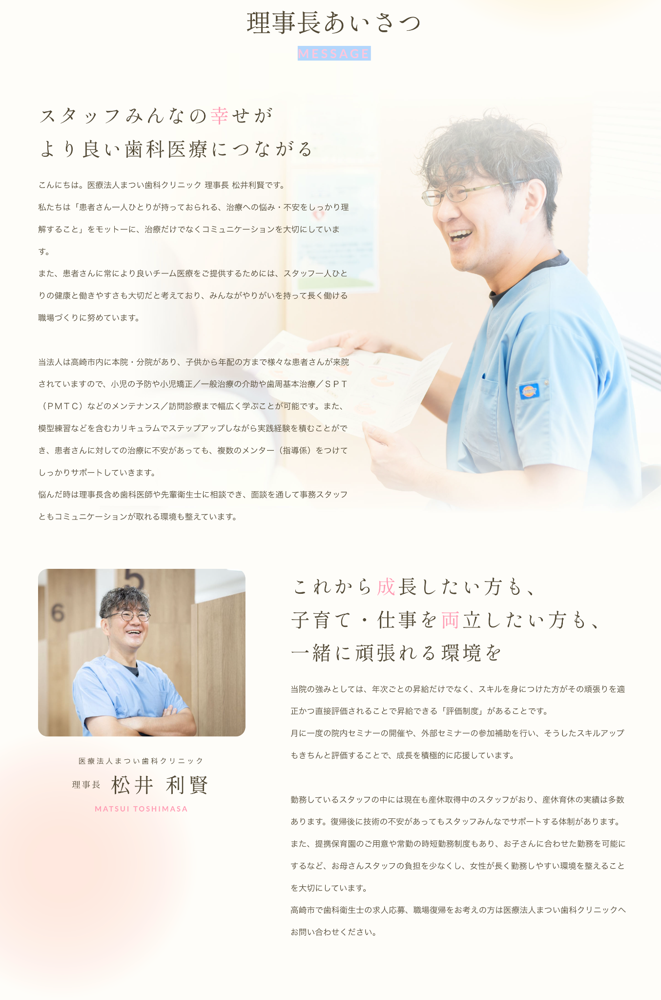 理事長あいさつ
MESSAGE
スタッフみんなの幸せが
より良い歯科医療につながる
こんにちは。医療法人まつい歯科クリニック 理事長 松井利賢です。
私たちは「患者さん一人ひとりが持っておられる、治療への悩み・不安をしっかり理
解すること」をモットーに、治療だけでなくコミュニケーションを大切にしていま
す。
また、患者さんに常により良いチーム医療をご提供するためには、スタッフ一人ひと
りの健康と働きやすさも大切だと考えており、みんながやりがいを持って長く働ける
職場づくりに努めています。
当法人は高崎市内に本院・分院があり、子供から年配の方まで様々な患者さんが来院
されていますので、小児の予防や小児矯正／一般治療の介助や歯周基本治療／ＳＰＴ
（ＰＭＴＣ）などのメンテナンス／訪問診療まで幅広く学ぶことが可能です。また、
模型練習などを含むカリキュラムでステップアップしながら実践経験を積むことがで
き、患者さんに対しての治療に不安があっても、複数のメンター（指導係）をつけて
しっかりサポートしていきます。
悩んだ時は理事長含め歯科医師や先輩衛生士に相談でき、面談を通して事務スタッフ
ともコミュニケーションが取れる環境も整えています。
5
6
医療法人まつい歯科クリニック
理事長 松井 利賢
MATSUI TOSHIMASA
これから成長したい方も、
子育て・仕事を両立したい方も、
一緒に頑張れる環境を
当院の強みとしては、年次ごとの昇給だけでなく、スキルを身につけた方がその頑張りを適
正かつ直接評価されることで昇給できる「評価制度」があることです。
月に一度の院内セミナーの開催や、外部セミナーの参加補助を行い、そうしたスキルアップ
もきちんと評価することで、成長を積極的に応援しています。
勤務しているスタッフの中には現在も産休取得中のスタッフがおり、産休育休の実績は多数
あります。復帰後に技術の不安があってもスタッフみんなでサポートする体制があります。
また、提携保育園のご用意や常勤の時短勤務制度もあり、お子さんに合わせた勤務を可能に
するなど、お母さんスタッフの負担を少なくし、女性が長く勤務しやすい環境を整えること
を大切にしています。
高崎市で歯科衛生士の求人応募、職場復帰をお考えの方は医療法人まつい歯科クリニックへ
お問い合わせください。